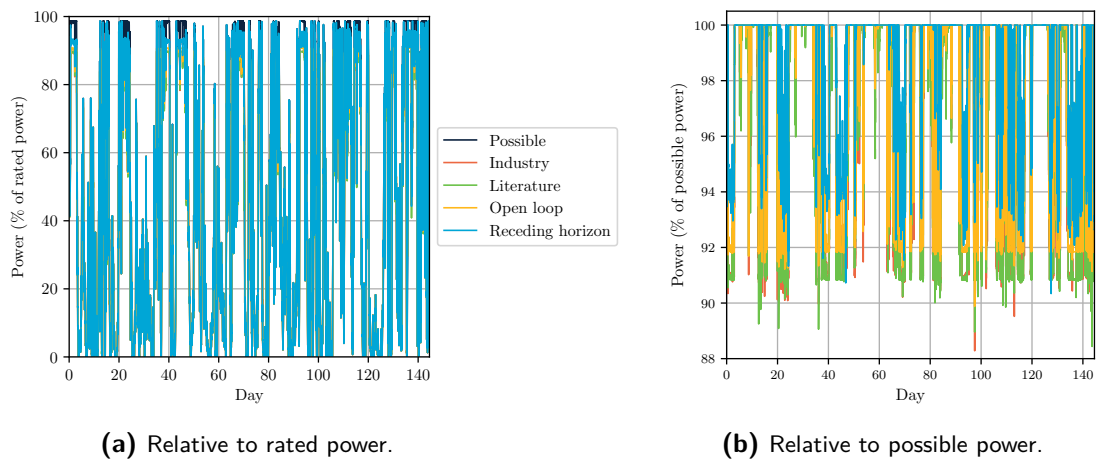 100
80
60
40
20
0
Power (% of rated power)
0 20 40 60 80 100 120 140
Day
Possible
Industry
Literature
Open loop
Receding horizon
100
98
96
94
92
90
88
Power (% of possible power)
0 20 40 60 80 100 120 140
Day
(a) Relative to rated power.
(b) Relative to possible power.